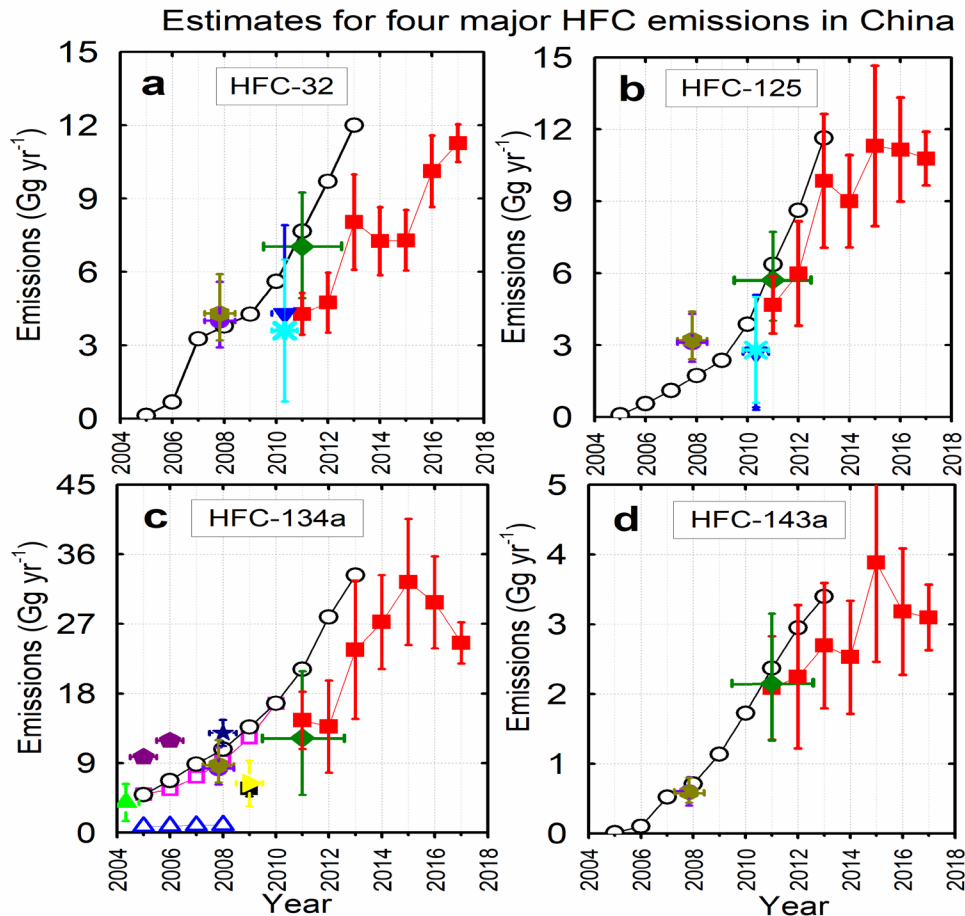 Estimates for four major HFC emissions in China
a
HFC-32
Emissions (Gg yr⁻¹)
15
12
9
6
3
0
2004 2006 2008 2010 2012 2014 2016 2018
b
HFC-125
Emissions (Gg yr⁻¹)
15
12
9
6
3
0
2004 2006 2008 2010 2012 2014 2016 2018
c
HFC-134a
Emissions (Gg yr⁻¹)
45
36
27
18
9
0
2004 2006 2008 2010 2012 2014 2016 2018
Year
d
HFC-143a
Emissions (Gg yr⁻¹)
5
4
3
2
1
0
2004 2006 2008 2010 2012 2014 2016 2018
Year